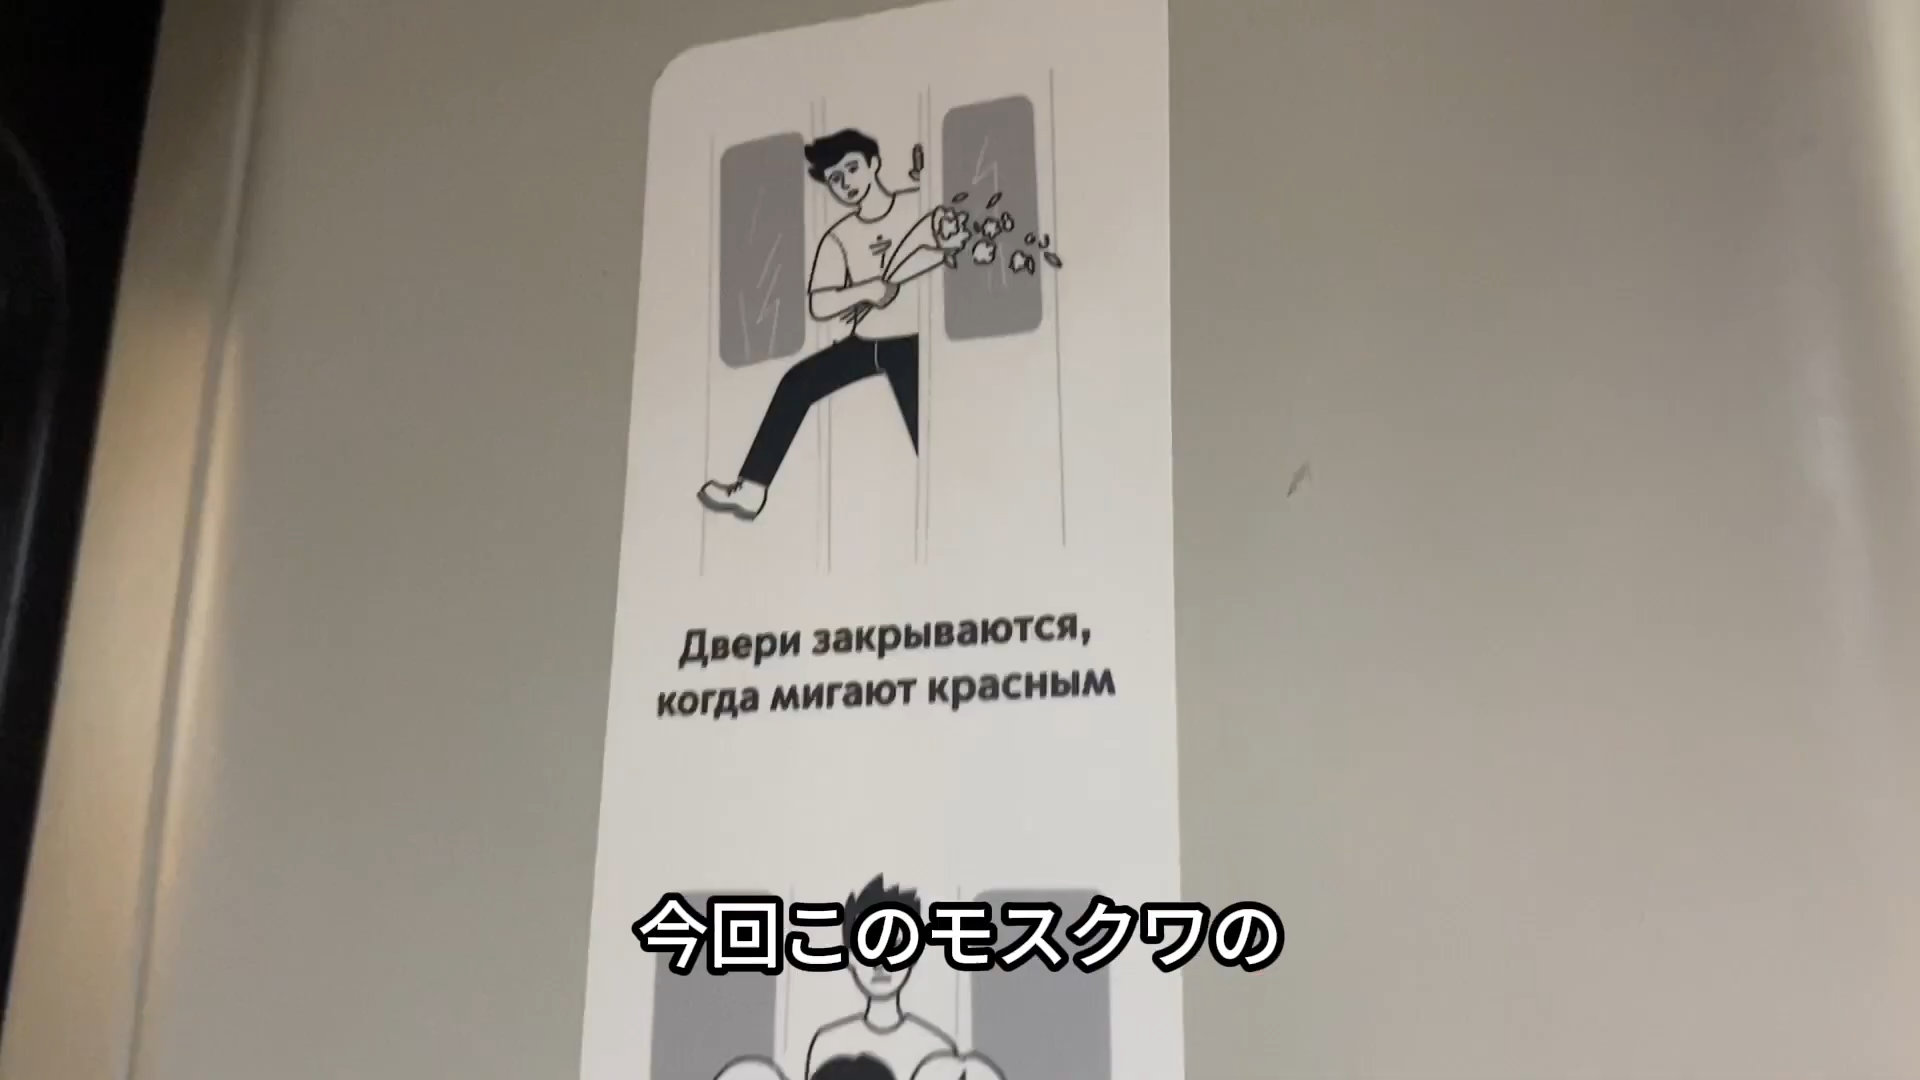 Двери закрываются,
когда мигают красным
今回このモスクワの